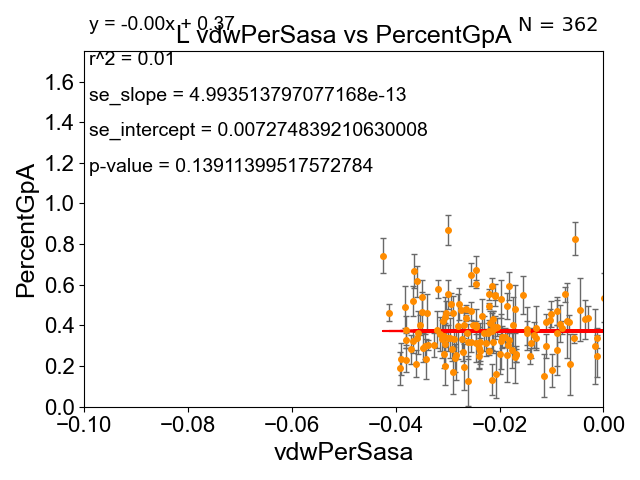 y = -0.00x + 0.37
L vdwPerSasa vs PercentGpA
N = 362
r^2 = 0.01
se_slope = 4.993513797077168e-13
se_intercept = 0.007274839210630008
p-value = 0.13911399517572784
PercentGpA
1.6
1.4
1.2
1.0
0.8
0.6
0.4
0.2
0.0
−0.10
−0.08
−0.06
−0.04
−0.02
0.00
vdwPerSasa